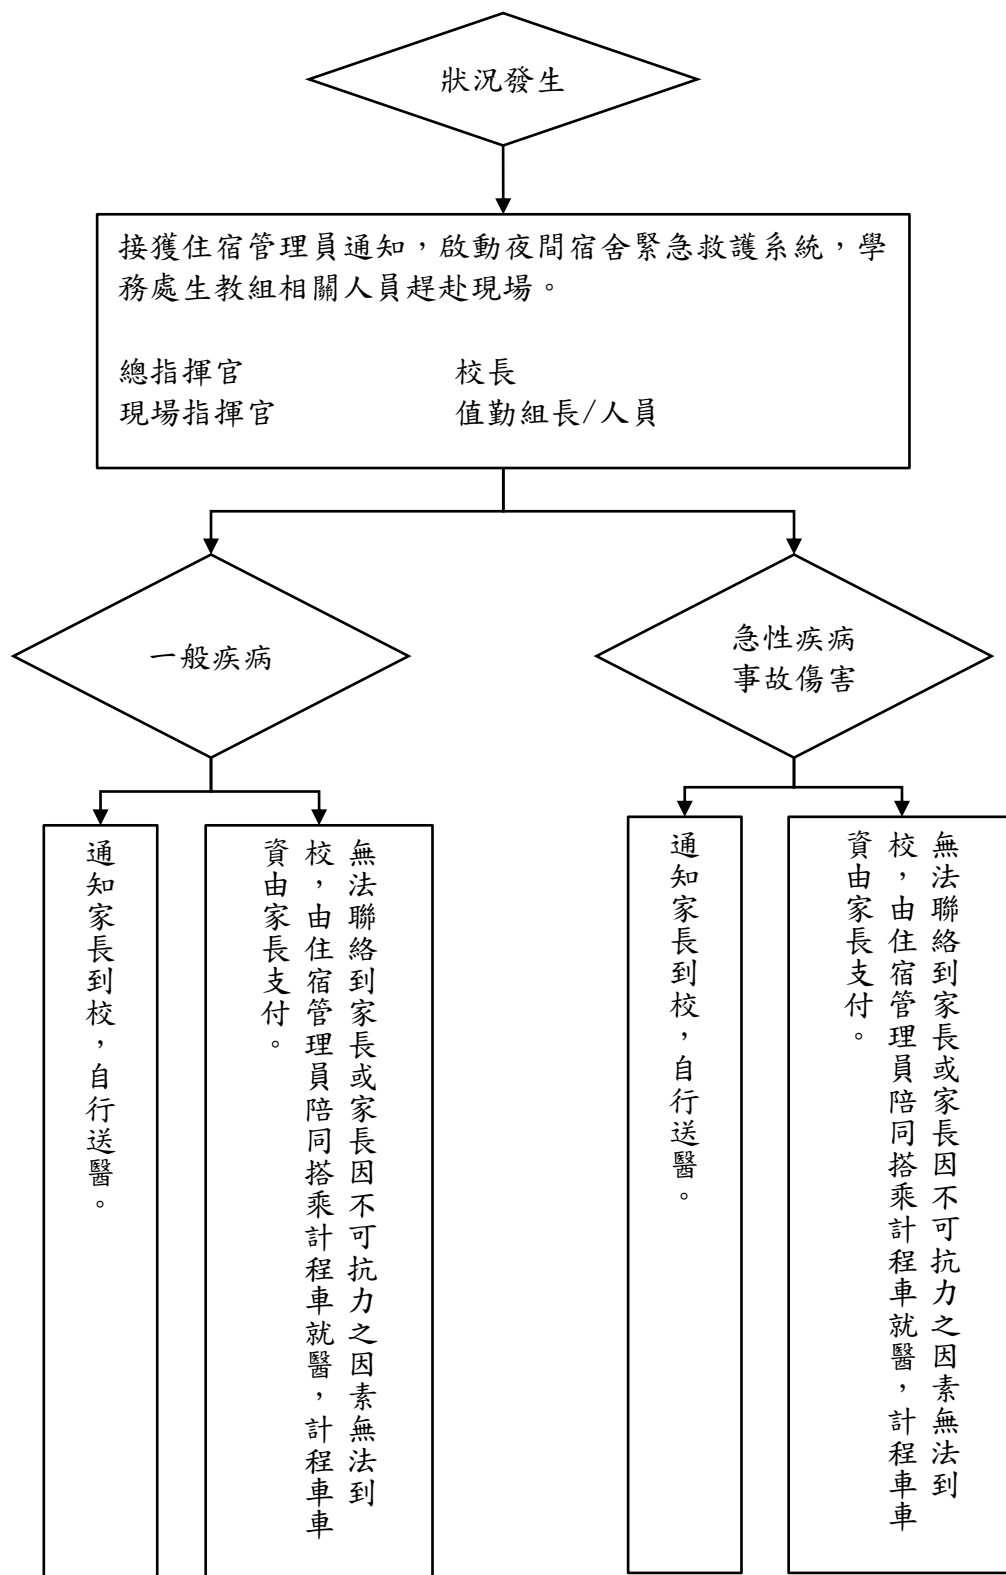 狀況發生
接獲住宿管理員通知，啟動夜間宿舍緊急救護系統，學
務處生教組相關人員趕赴現場。
總指揮官 校長
現場指揮官 值勤組長/人員
一般疾病
急性疾病
事故傷害
通知家長到校，自行送醫。
無法聯絡到家長或家長因不可抗力之因素無法到
校，由住宿管理員陪同搭乘計程車就醫，計程車車
資由家長支付。
通知家長到校，自行送醫。
無法聯絡到家長或家長因不可抗力之因素無法到
校，由住宿管理員陪同搭乘計程車就醫，計程車車
資由家長支付。